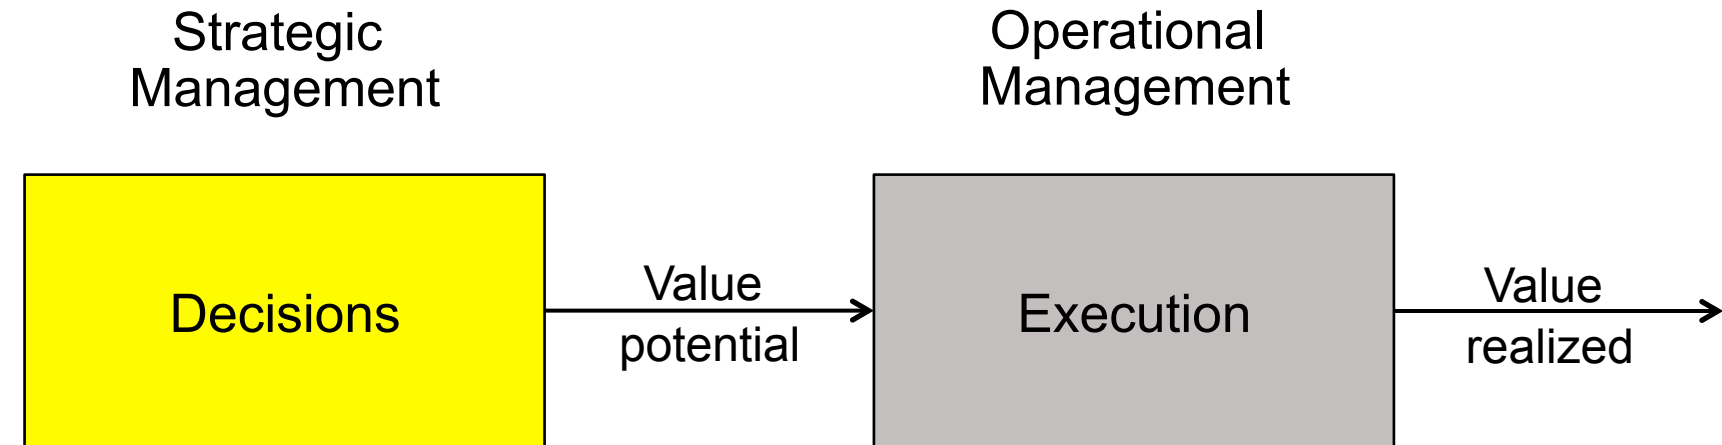 Strategic
Management
Operational
Management
Decisions
Value
potential
Execution
Value
realized